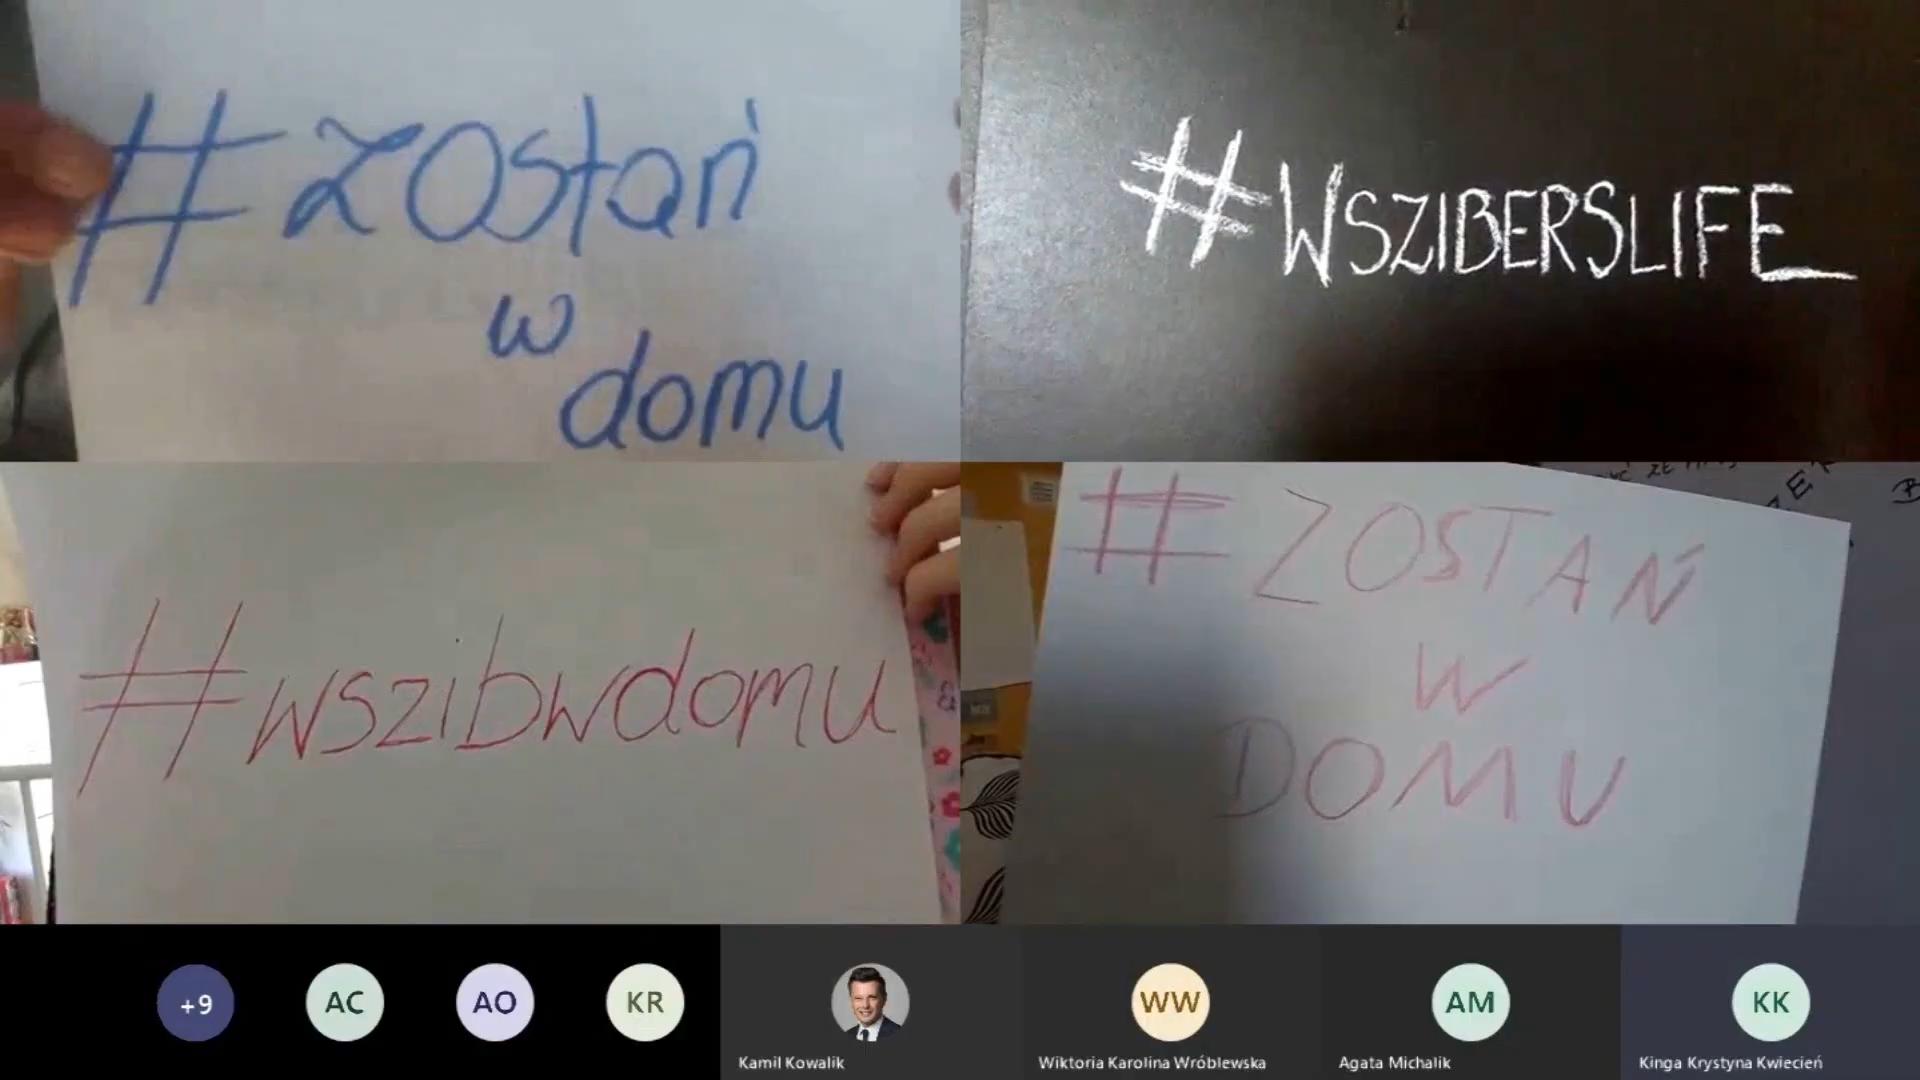 #zostań
w
domu
#WSZIBERSLIFE
#wszibwdomu
#ZOSTAŃ
W
DOMU
+9
AC
AO
KR
WW
AM
KK
Kamil Kowalik
Wiktoria Karolina Wróblewska
Agata Michalik
Kinga Krystyna Kwiecień